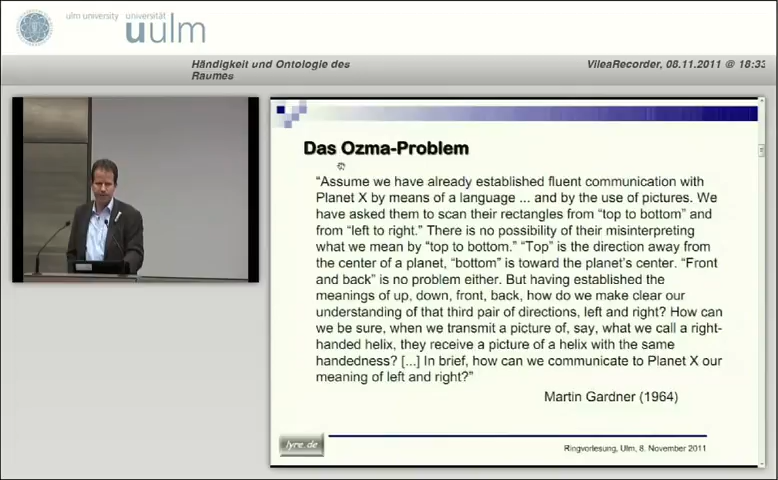 ulm university universität
uulm
Händigkeit und Ontologie des
Raumes
VileaRecorder, 08.11.2011 @ 18:33
Das Ozma-Problem
“Assume we have already established fluent communication with
Planet X by means of a language ... and by the use of pictures. We
have asked them to scan their rectangles from “top to bottom” and
from “left to right.” There is no possibility of their misinterpreting
what we mean by “top to bottom.” “Top” is the direction away from
the center of a planet, “bottom” is toward the planet’s center. “Front
and back” is no problem either. But having established the
meanings of up, down, front, back, how do we make clear our
understanding of that third pair of directions, left and right? How can
we be sure, when we transmit a picture of, say, what we call a right-
handed helix, they receive a picture of a helix with the same
handedness? [...] In brief, how can we communicate to Planet X our
meaning of left and right?”
Martin Gardner (1964)
lyre.de
Ringvorlesung, Ulm, 8. November 2011